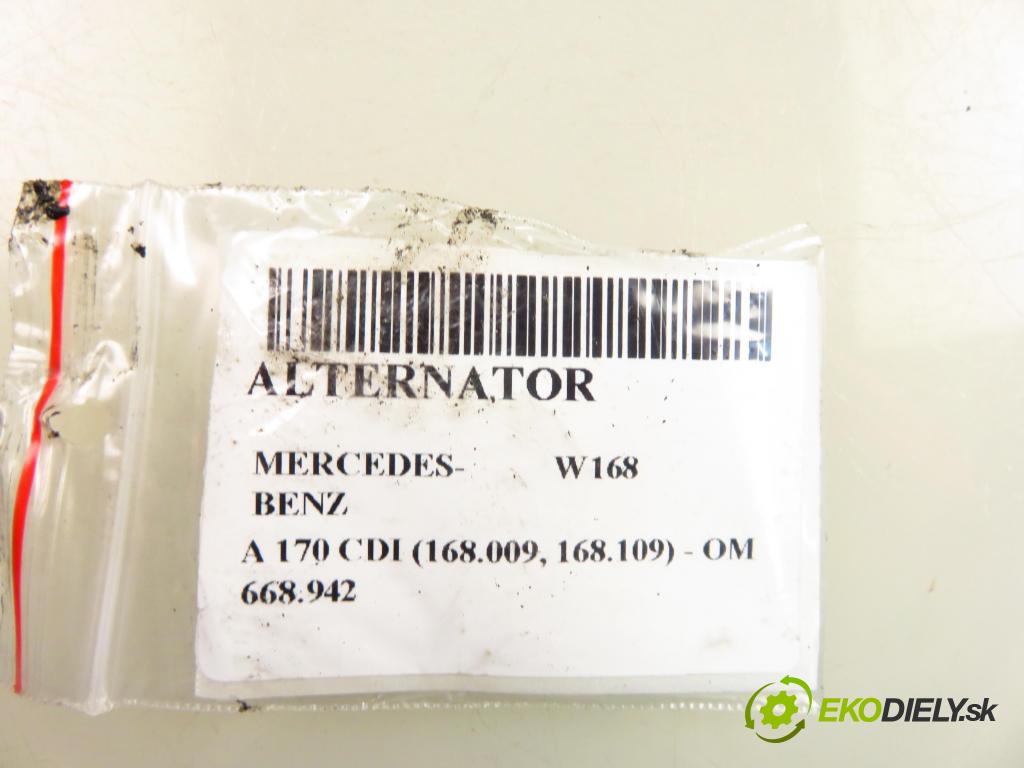 ALTERNATOR
MERCEDES- W168
BENZ
A 170 CDI (168.009, 168.109) - OM
668.942
EKODIELY.sk